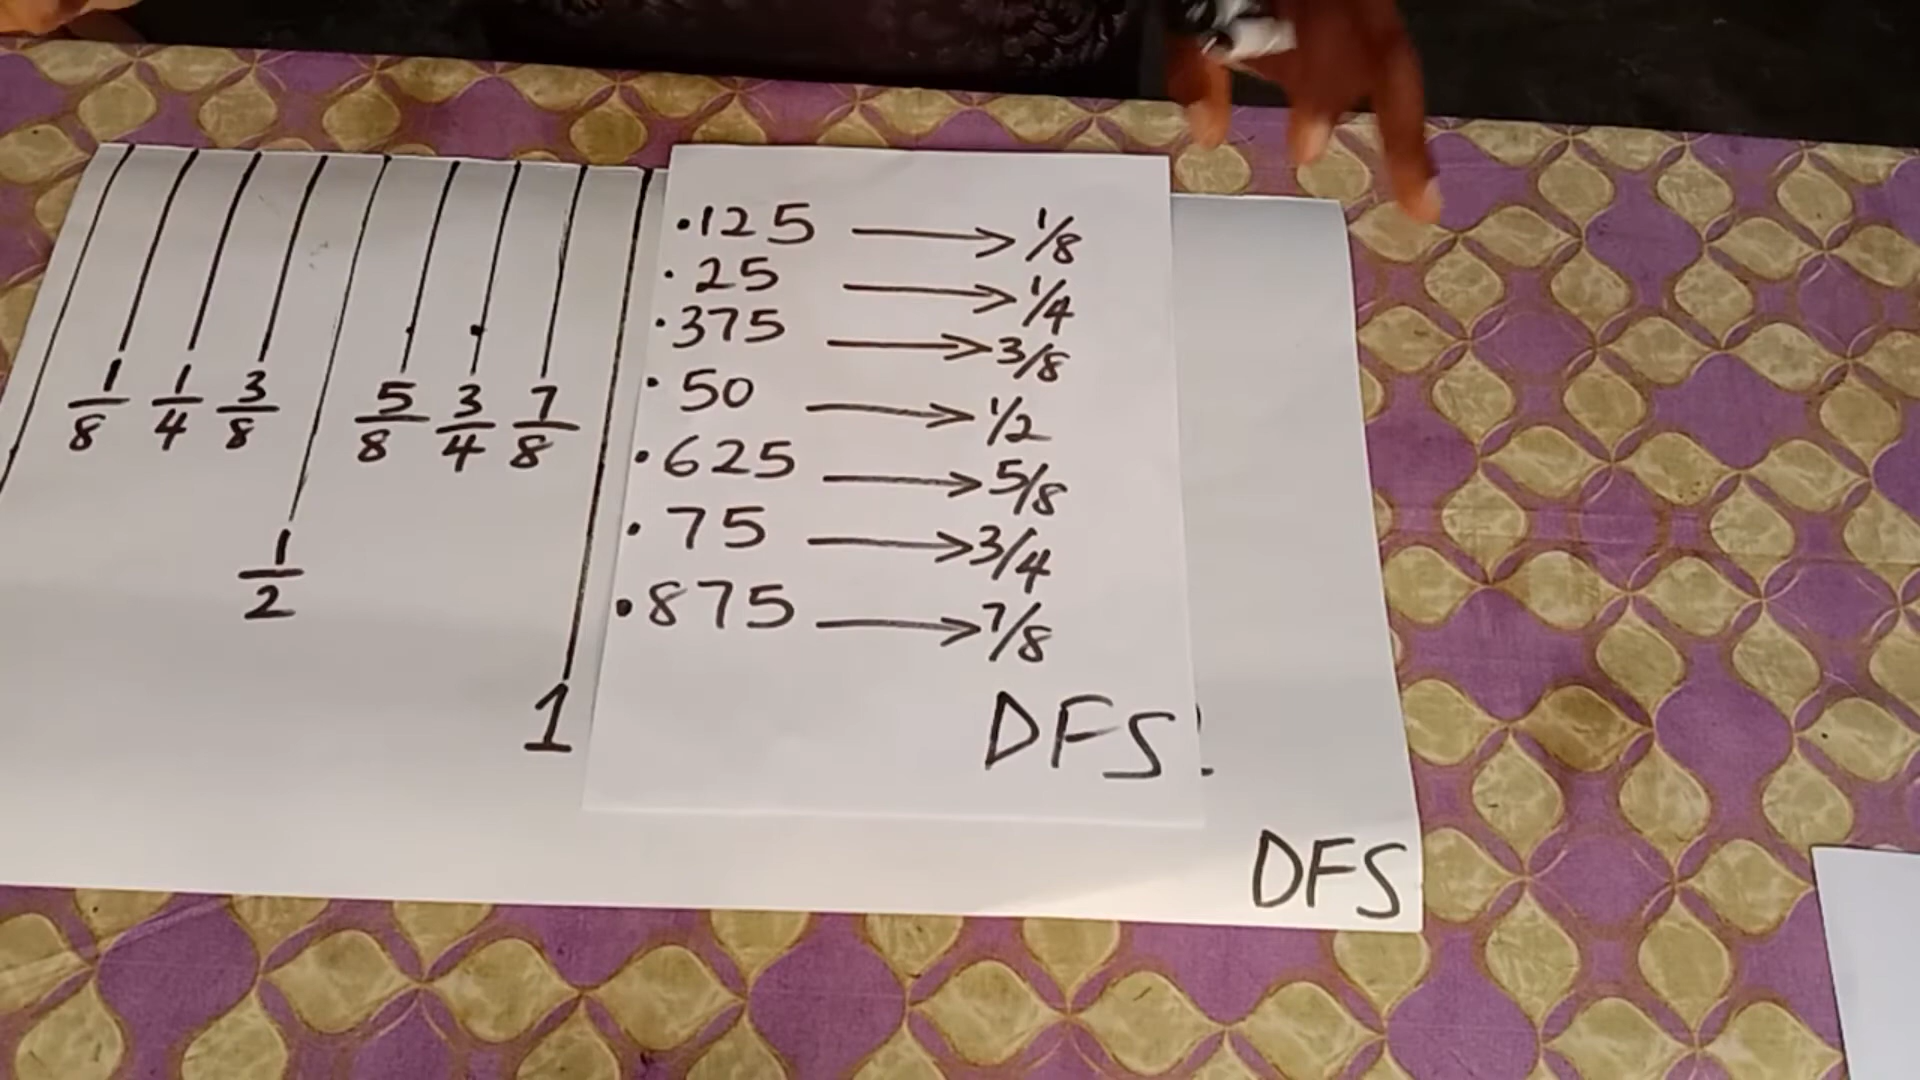 1/8 1/4 3/8 5/8 3/4 7/8
1/2
1
.125 → 1/8
.25 → 1/4
.375 → 3/8
.50 → 1/2
.625 → 5/8
.75 → 3/4
.875 → 7/8
DFS
DFS